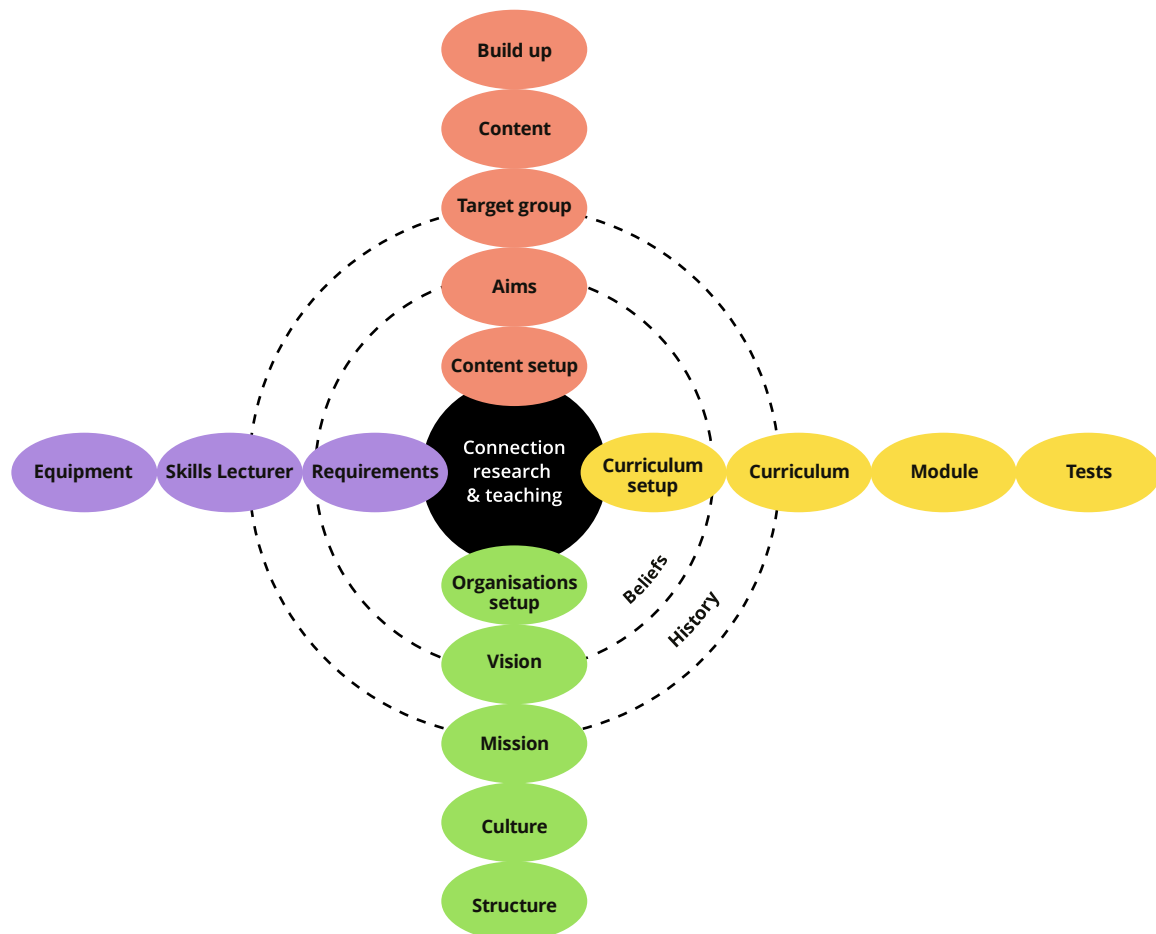 Build up
Content
Target group
Aims
Content setup
Connection
research
& teaching
Equipment
Skills Lecturer
Requirements
Curriculum
setup
Curriculum
Module
Tests
Organisations
setup
Beliefs
History
Vision
Mission
Culture
Structure